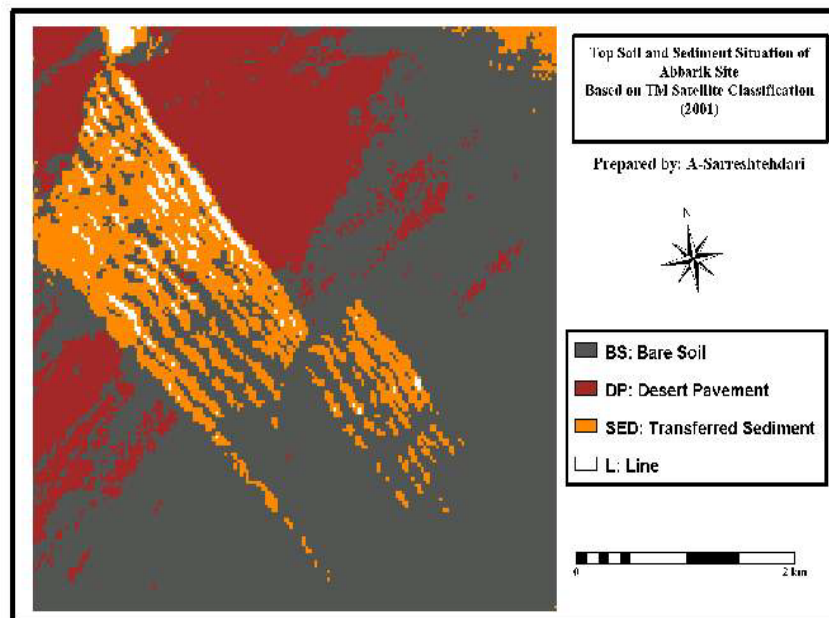 Top Soil and Sediment Situation of
Abbarik Site
Based on TM Satellite Classification
(2001)
Prepared by: A-Sarreshtehdari
N
BS: Bare Soil
DP: Desert Pavement
SED: Transferred Sediment
L: Line
0 2 km